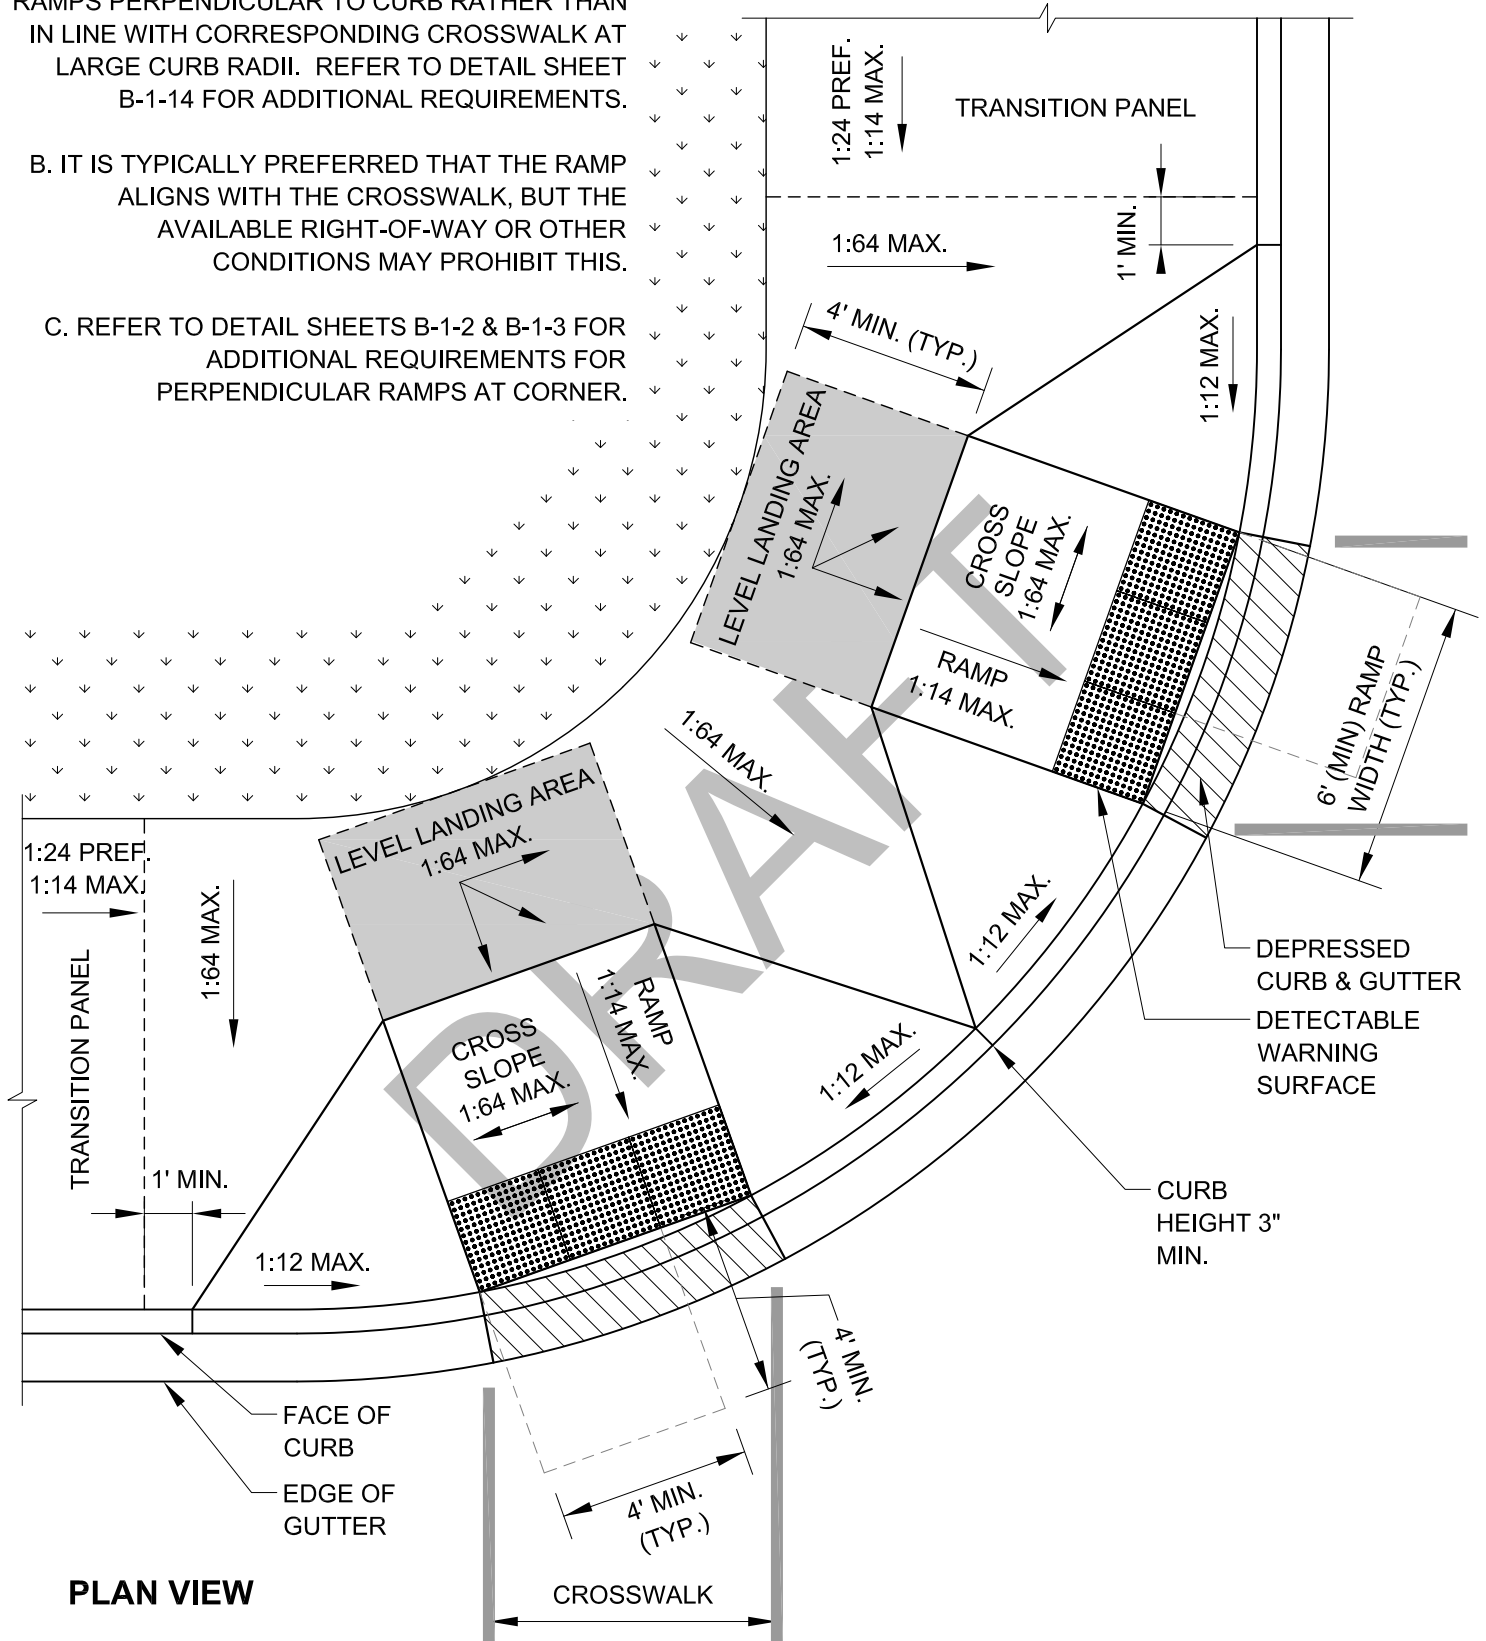 RAMPS PERPENDICULAR TO CURB RATHER THAN
IN LINE WITH CORRESPONDING CROSSWALK AT
LARGE CURB RADII. REFER TO DETAIL SHEET
B-1-14 FOR ADDITIONAL REQUIREMENTS.
B. IT IS TYPICALLY PREFERRED THAT THE RAMP
ALIGNS WITH THE CROSSWALK, BUT THE
AVAILABLE RIGHT-OF-WAY OR OTHER
CONDITIONS MAY PROHIBIT THIS.
C. REFER TO DETAIL SHEETS B-1-2 & B-1-3 FOR
ADDITIONAL REQUIREMENTS FOR
PERPENDICULAR RAMPS AT CORNER.
1:24 PREF.
1:14 MAX.
TRANSITION PANEL
1' MIN.
1:64 MAX.
4' MIN. (TYP.)
1:12 MAX.
LEVEL LANDING AREA
1:64 MAX.
CROSS
SLOPE
1:64 MAX.
RAMP
1:14 MAX.
6' (MIN) RAMP
WIDTH (TYP.)
1:64 MAX.
LEVEL LANDING AREA
1:64 MAX.
1:24 PREF.
1:14 MAX.
1:64 MAX.
TRANSITION PANEL
1' MIN.
RAMP
1:14 MAX.
CROSS
SLOPE
1:64 MAX.
1:12 MAX.
1:12 MAX.
1:12 MAX.
DEPRESSED
CURB & GUTTER
DETECTABLE
WARNING
SURFACE
CURB
HEIGHT 3"
MIN.
4' MIN.
(TYP.)
4' MIN.
(TYP.)
FACE OF
CURB
EDGE OF
GUTTER
CROSSWALK
PLAN VIEW
DRAFT